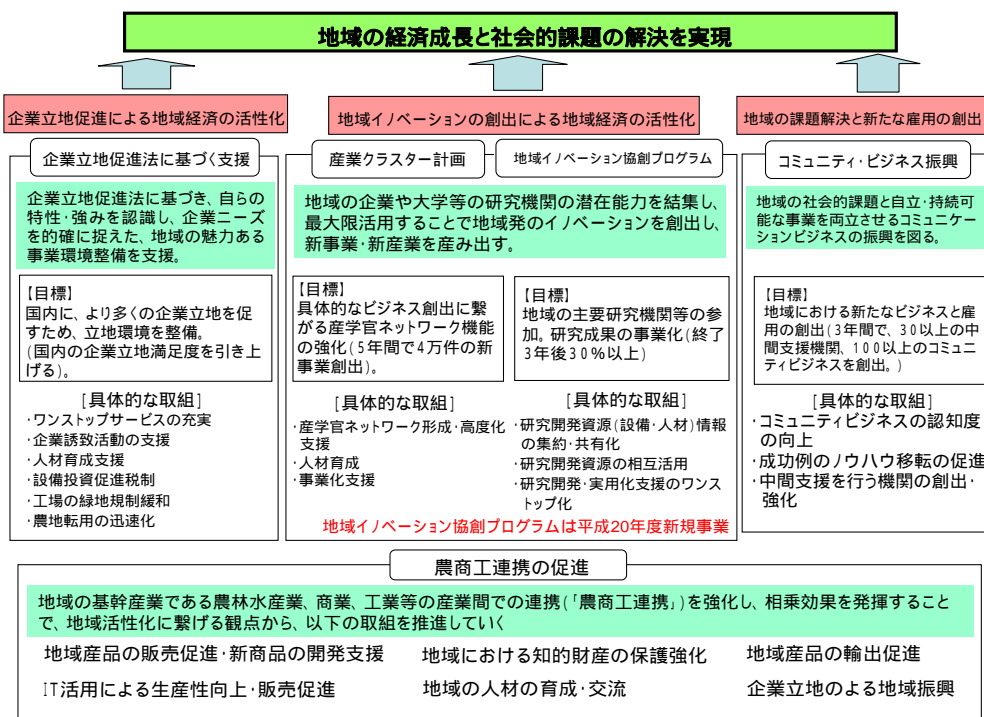 地域の経済成長と社会的課題の解決を実現
企業立地促進による地域経済の活性化
地域イノベーションの創出による地域経済の活性化
地域の課題解決と新たな雇用の創出
企業立地促進法に基づく支援
企業立地促進法に基づき、自らの
特性・強みを認識し、企業ニーズ
を的確に捉えた、地域の魅力ある
事業環境整備を支援。
【目標】
国内に、より多くの企業立地を促
すため、立地環境を整備。
(国内の企業立地満足度を引き上
げる)。
[具体的な取組]
・ワンストップサービスの充実
・企業誘致活動の支援
・人材育成支援
・設備投資促進税制
・工場の緑地規制緩和
・農地転用の迅速化
産業クラスター計画
地域イノベーション協創プログラム
地域の企業や大学等の研究機関の潜在能力を結集し、
最大限活用することで地域発のイノベーションを創出し、
新事業・新産業を産み出す。
【目標】
具体的なビジネス創出に繋
がる産学官ネットワーク機能
の強化(5年間で4万件の新
事業創出)。
[具体的な取組]
・産学官ネットワーク形成・高度化
支援
・人材育成
・事業化支援
【目標】
地域の主要研究機関等の参
加。研究成果の事業化(終了
3年後30%以上)
[具体的な取組]
・研究開発資源(設備・人材)情報
の集約・共有化
・研究開発資源の相互活用
・研究開発・実用化支援のワンス
トップ化
地域イノベーション協創プログラムは平成20年度新規事業
コミュニティ・ビジネス振興
地域の社会的課題と自立・持続可
能な事業を両立させるコミュニケー
ションビジネスの振興を図る。
【目標】
地域における新たなビジネスと雇
用の創出(3年間で、30以上の中
間支援機関、100以上のコミュニ
ティビジネスを創出。)
[具体的な取組]
・コミュニティビジネスの認知度
の向上
・成功例のノウハウ移転の促進
・中間支援を行う機関の創出・
強化
農商工連携の促進
地域の基幹産業である農林水産業、商業、工業等の産業間での連携(「農商工連携」)を強化し、相乗効果を発揮すること
で、地域活性化に繋げる観点から、以下の取組を推進していく
地域産品の販売促進・新商品の開発支援
地域における知的財産の保護強化
地域産品の輸出促進
IT活用による生産性向上・販売促進
地域の人材の育成・交流
企業立地のよる地域振興